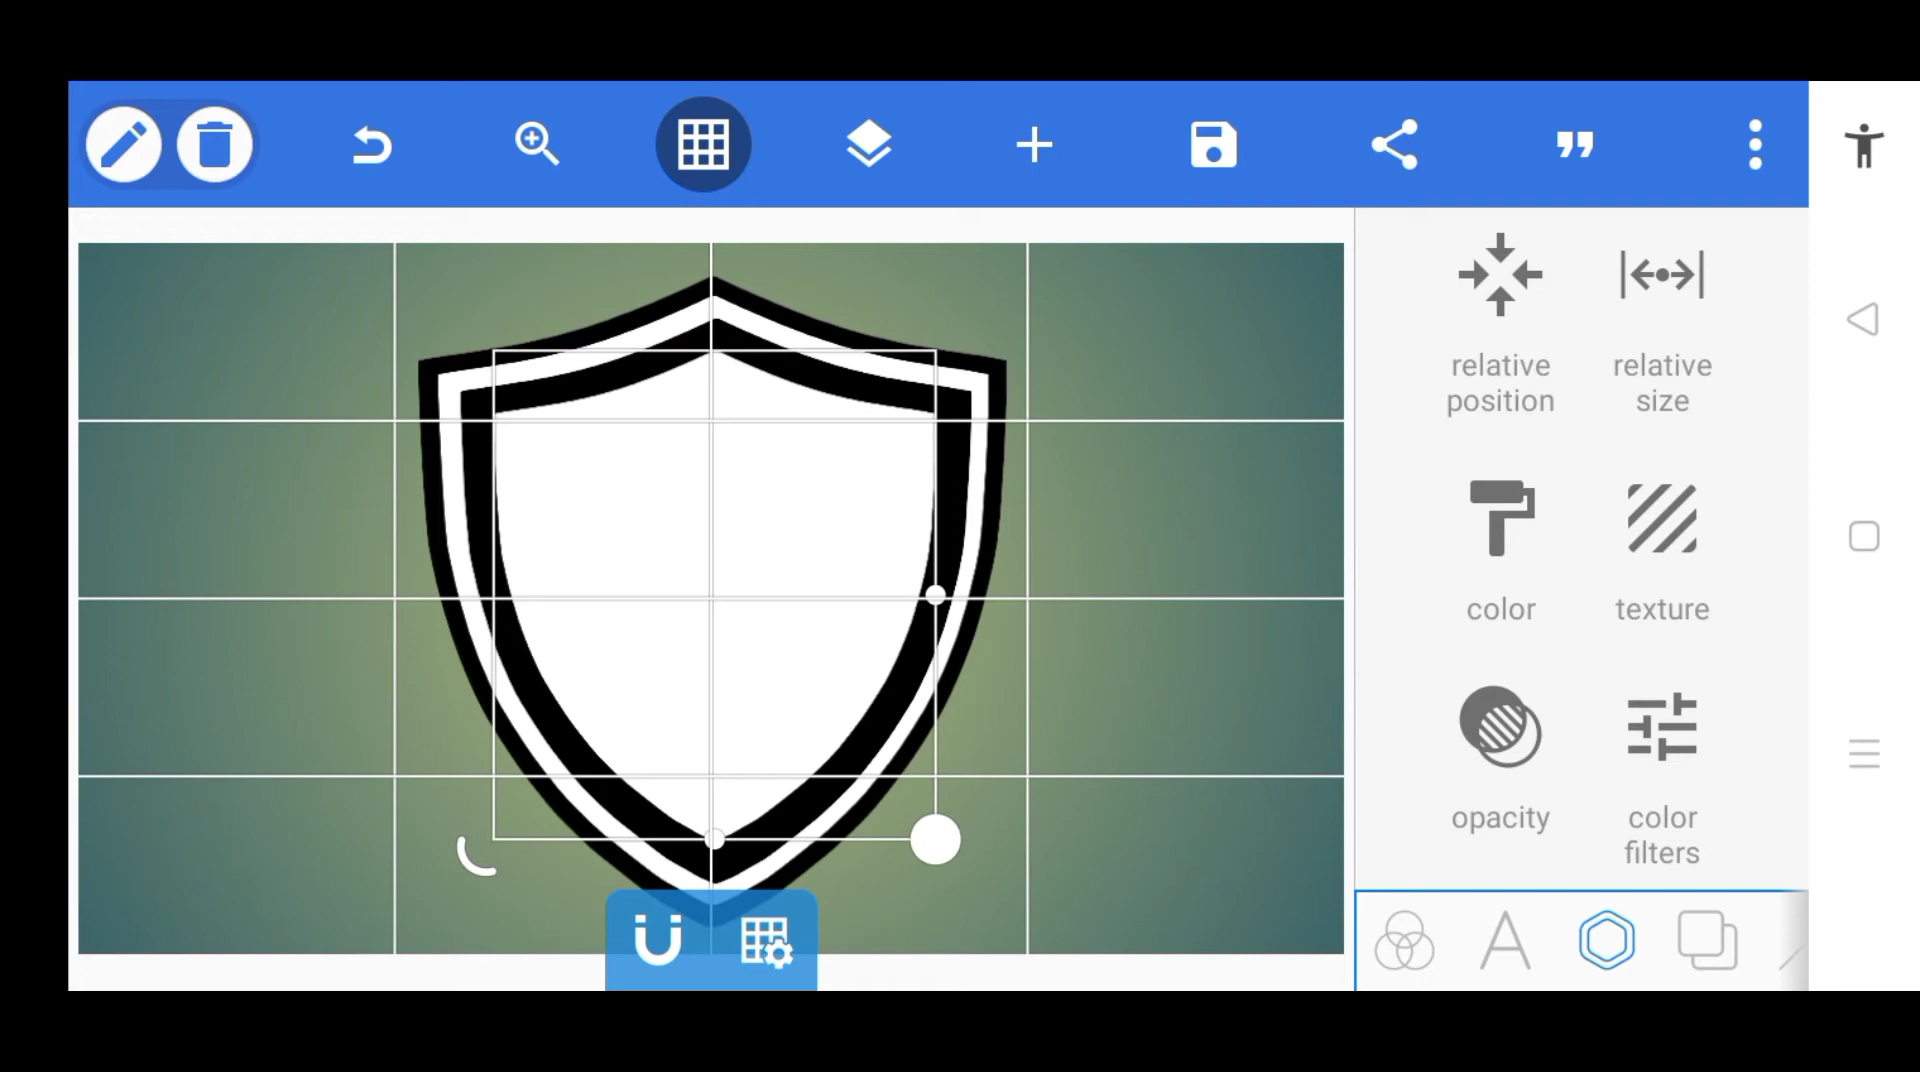 relative
position
relative
size
color
texture
opacity
color
filters